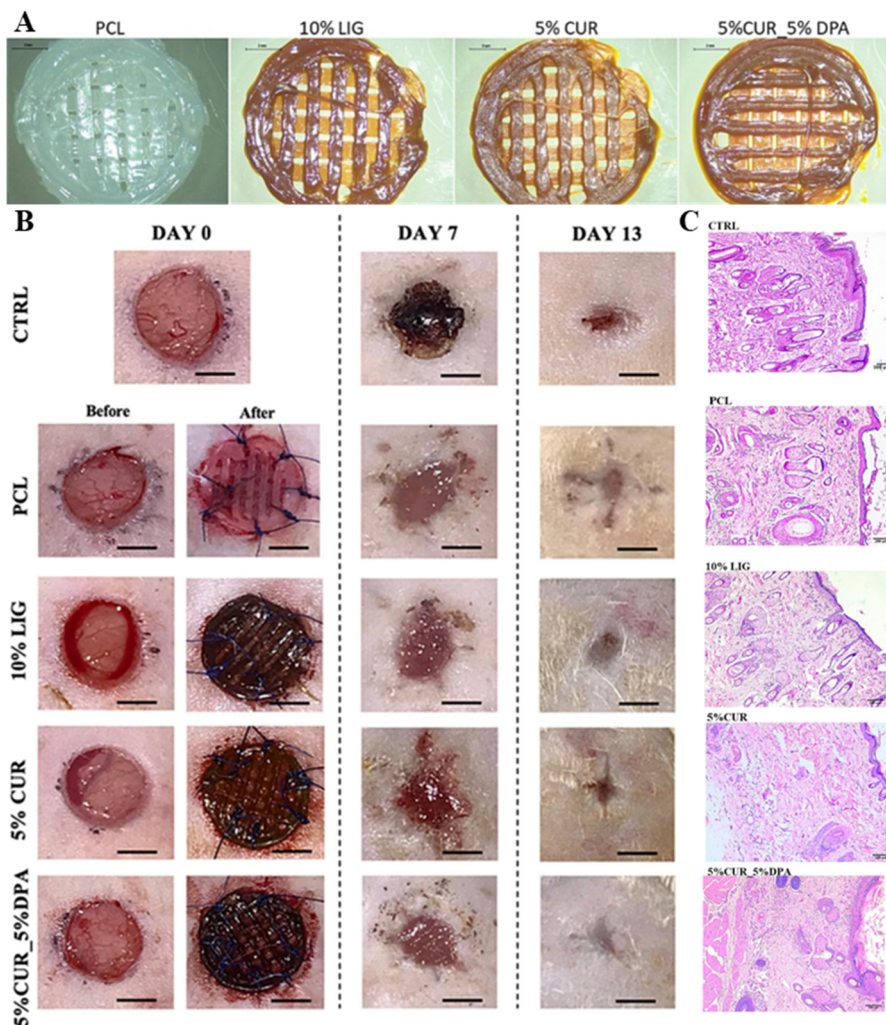 A
PCL
10% LIG
5% CUR
5%CUR_5% DPA
B
DAY 0
DAY 7
DAY 13
C
CTRL
CTRL
Before
After
PCL
PCL
10% LIG
10% LIG
5% CUR
5%CUR
5%CUR_5%DPA
5%CUR_5%DPA